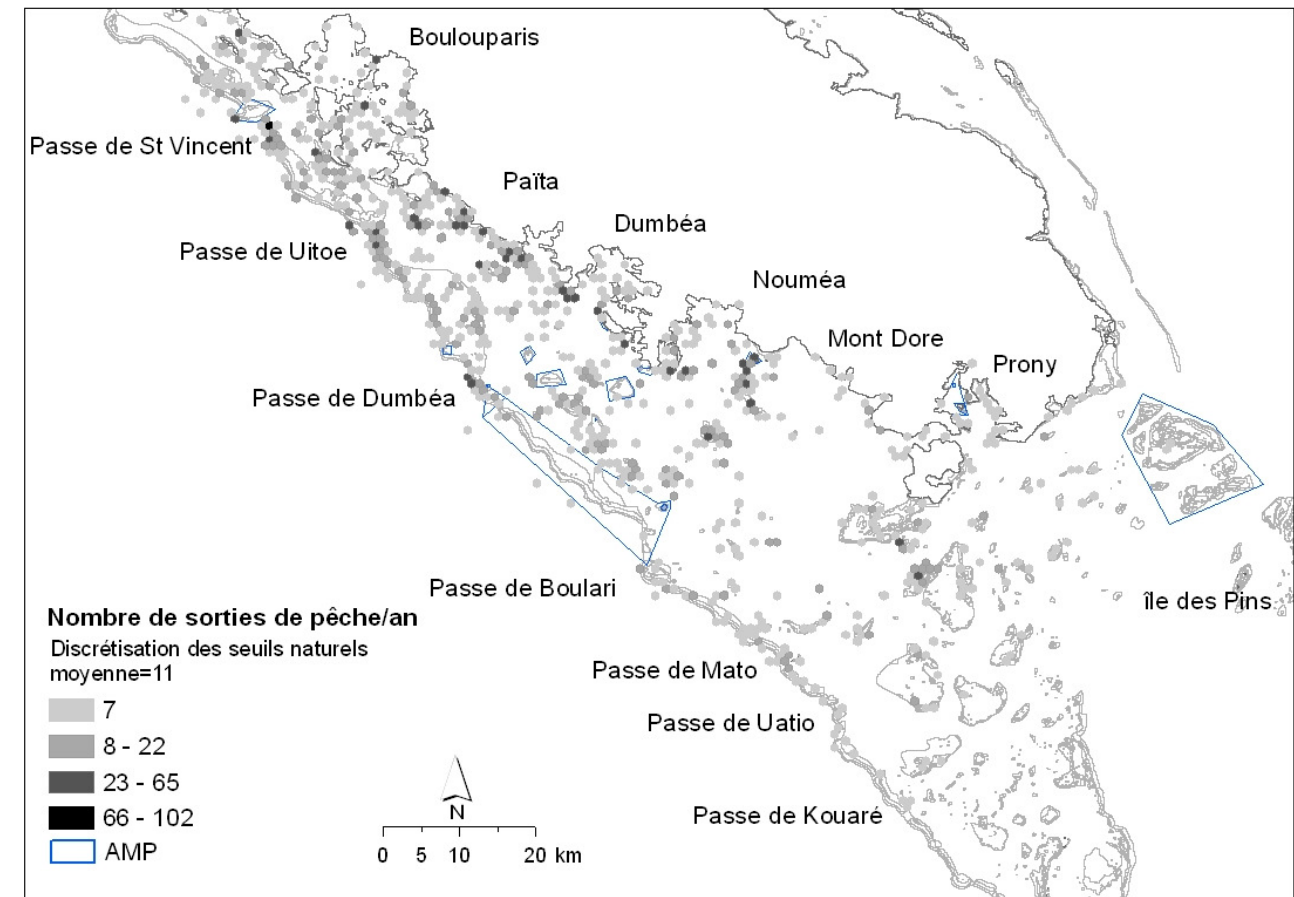 Boulouparis
Passe de St Vincent
Païta
Dumbéa
Passe de Uitoe
Nouméa
Mont Dore
Prony
Passe de Dumbéa
Passe de Boulari
île des Pins
Nombre de sorties de pêche/an
Discrétisation des seuils naturels
moyenne=11
Passe de Mato
7
Passe de Uatio
8 - 22
23 - 65
N
Passe de Kouaré
66 - 102
AMP
0 5 10 20 km